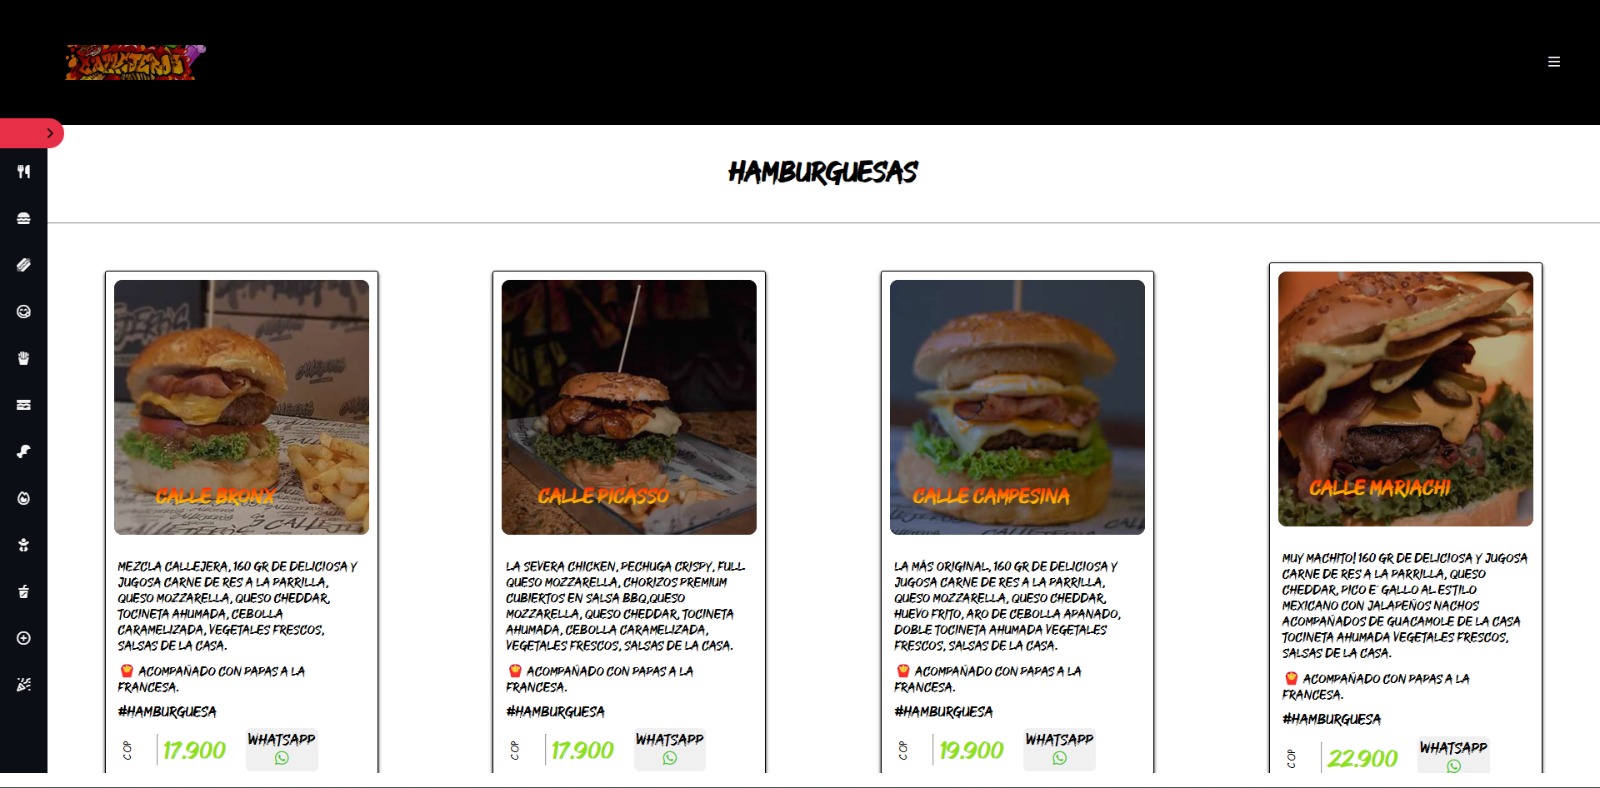 CALLEJEROS
HAMBURGUESAS
CALLE BRONX
MEZCLA CALLEJERA, 160 GR DE DELICIOSA Y
JUGOSA CARNE DE RES A LA PARRILLA,
QUESO MOZZARELLA, QUESO CHEDDAR,
TOCINETA AHUMADA, CEBOLLA
CARAMELIZADA, VEGETALES FRESCOS,
SALSAS DE LA CASA.
🍟 ACOMPAÑADO CON PAPAS A LA
FRANCESA.
#HAMBURGUESA
COP
17.900
WHATSAPP
CALLE PICASSO
LA SEVERA CHICKEN, PECHUGA CRISPY, FULL
QUESO MOZZARELLA, CHORIZOS PREMIUM
CUBIERTOS EN SALSA BBQ,QUESO
MOZZARELLA, QUESO CHEDDAR, TOCINETA
AHUMADA, CEBOLLA CARAMELIZADA,
VEGETALES FRESCOS, SALSAS DE LA CASA.
🍟 ACOMPAÑADO CON PAPAS A LA
FRANCESA.
#HAMBURGUESA
COP
17.900
WHATSAPP
CALLE CAMPESINA
LA MÁS ORIGINAL, 160 GR DE DELICIOSA Y
JUGOSA CARNE DE RES A LA PARRILLA,
QUESO MOZZARELLA, QUESO CHEDDAR,
HUEVO FRITO, ARO DE CEBOLLA APANADO,
DOBLE TOCINETA AHUMADA VEGETALES
FRESCOS, SALSAS DE LA CASA.
🍟 ACOMPAÑADO CON PAPAS A LA
FRANCESA.
#HAMBURGUESA
COP
19.900
WHATSAPP
CALLE MARIACHI
MUY MACHITO! 160 GR DE DELICIOSA Y JUGOSA
CARNE DE RES A LA PARRILLA, QUESO
CHEDDAR, PICO E´ GALLO AL ESTILO
MEXICANO CON JALAPEÑOS NACHOS
ACOMPAÑADOS DE GUACAMOLE DE LA CASA
TOCINETA AHUMADA VEGETALES FRESCOS,
SALSAS DE LA CASA.
🍟 ACOMPAÑADO CON PAPAS A LA
FRANCESA.
#HAMBURGUESA
COP
22.900
WHATSAPP